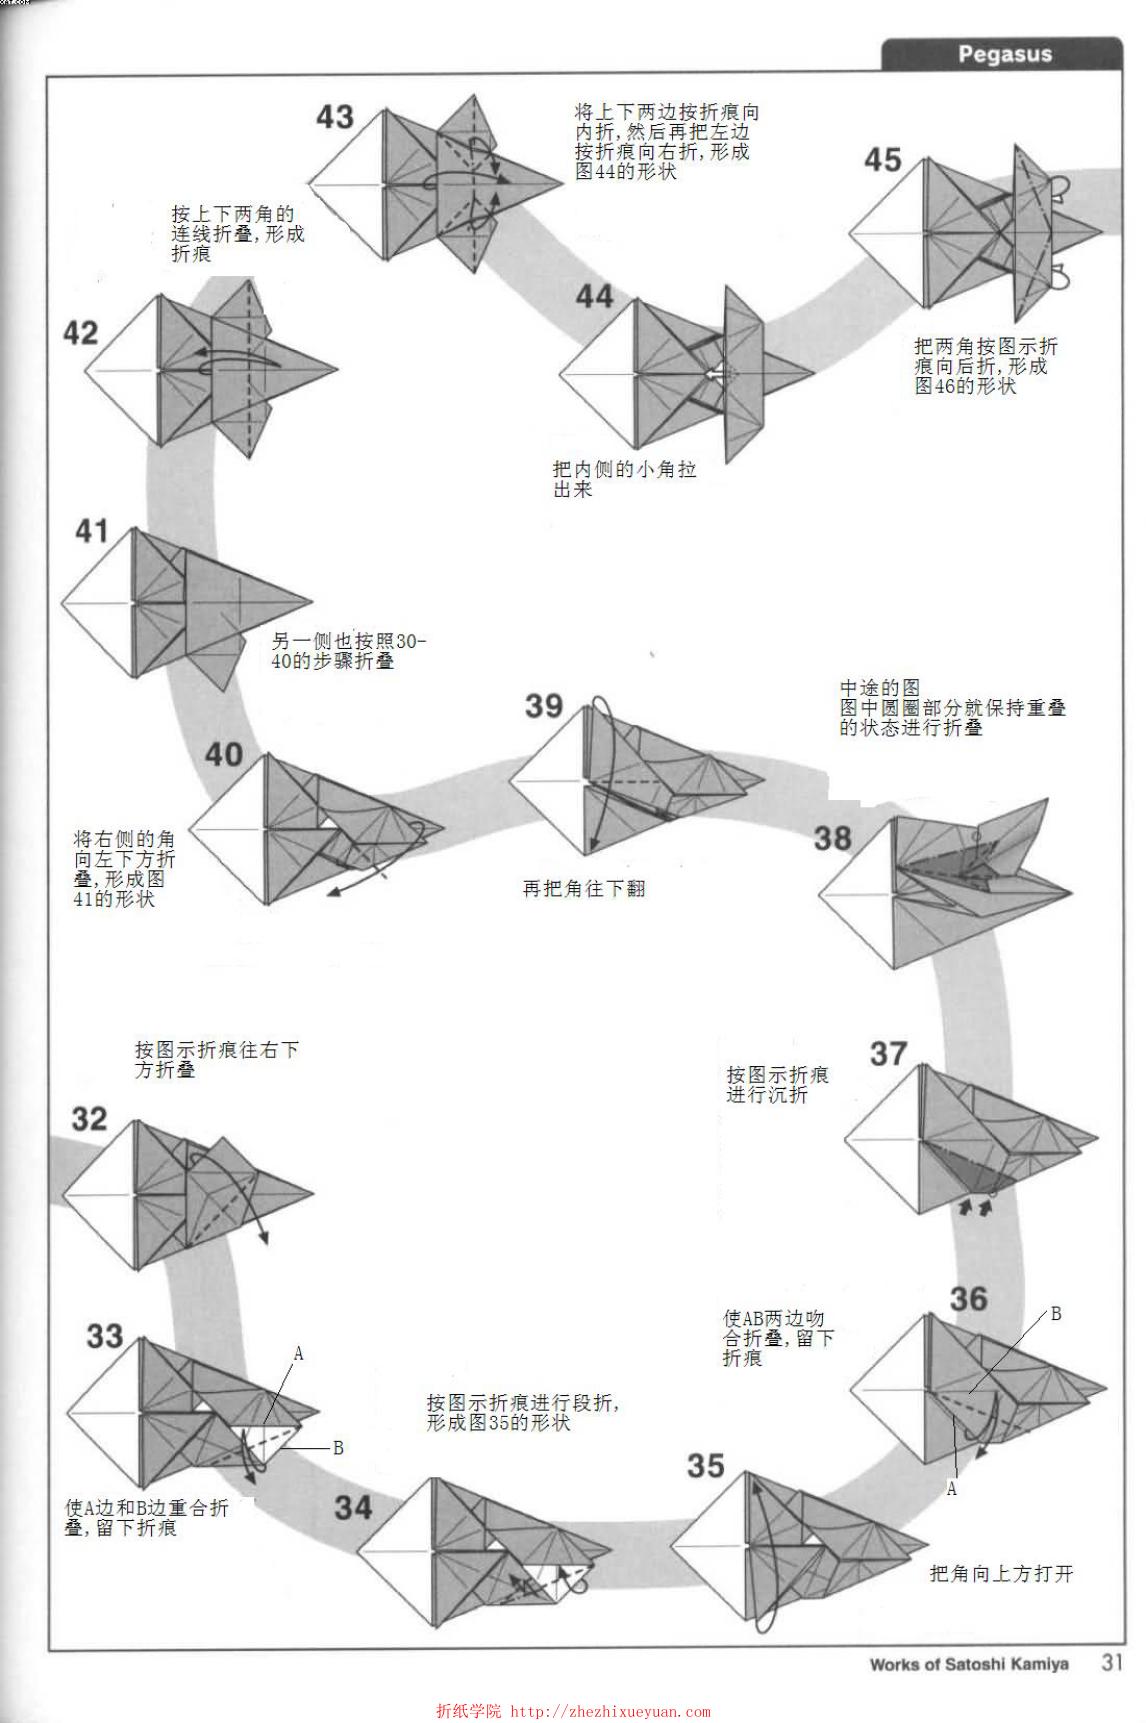 Pegasus
43
将上下两边按折痕向
内折,然后再把左边
按折痕向右折,形成
图44的形状
45
按上下两角的
连线折叠,形成
折痕
42
44
把两角按图示折
痕向后折,形成
图46的形状
把内侧的小角拉
出来
41
另一侧也按照30-
40的步骤折叠
39
中途的图
图中圆圈部分就保持重叠
的状态进行折叠
40
38
将右侧的角
向左下方折
叠,形成图
41的形状
再把角往下翻
按图示折痕往右下
方折叠
37
按图示折痕
进行沉折
32
36
B
使AB两边吻
合折叠,留下
折痕
A
33
A
B
使A边和B边重合折
叠,留下折痕
按图示折痕进行段折,
形成图35的形状
34
35
把角向上方打开
Works of Satoshi Kamiya 31
折纸学院 http://zhezhixueyuan.com